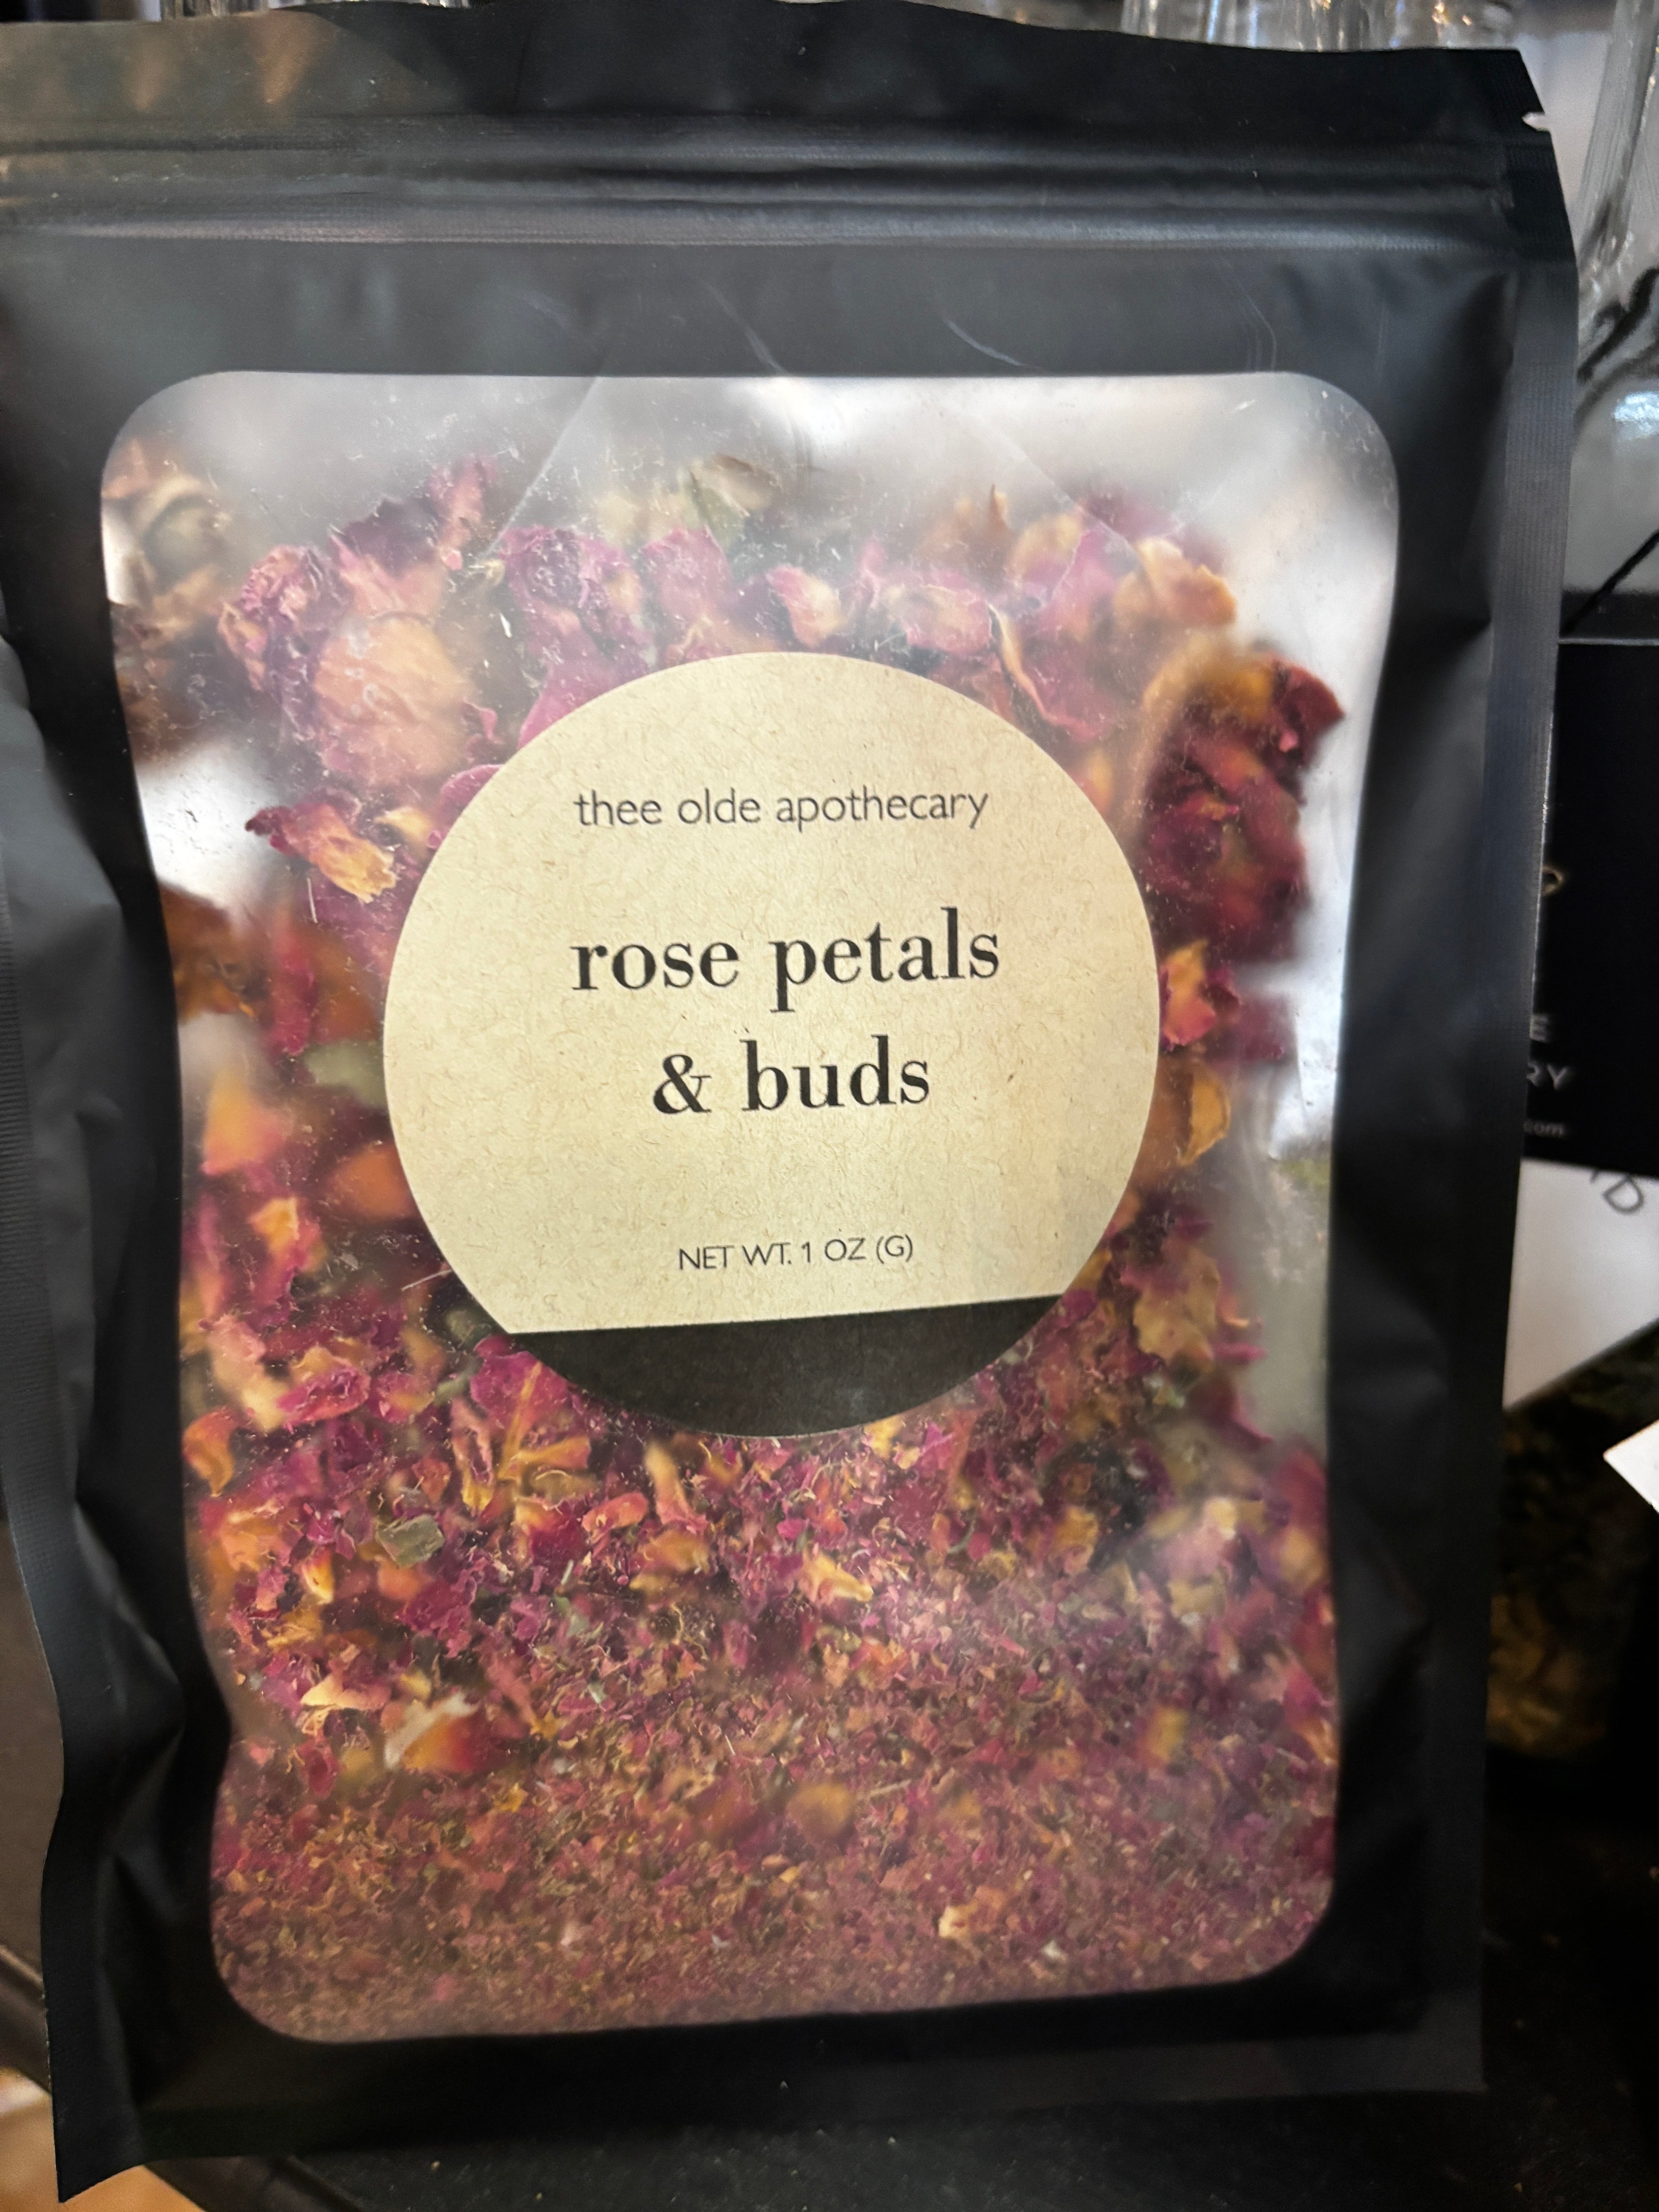 thee olde apothecary
rose petals
& buds
NET WT. 1 OZ (G)